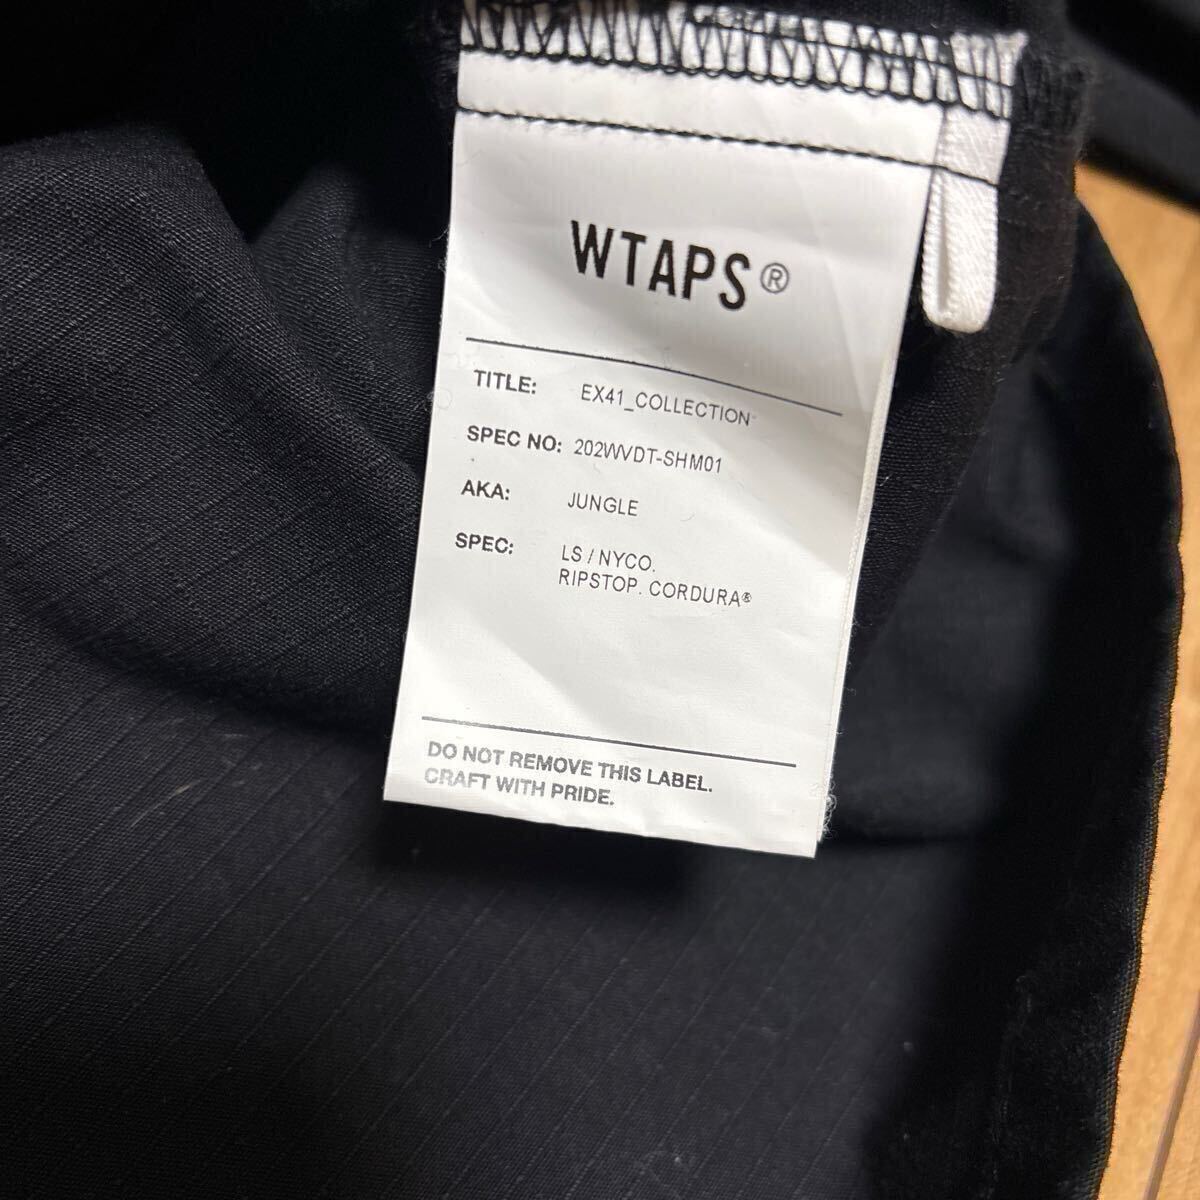 WTAPS®
TITLE: EX41_COLLECTION
SPEC NO: 202WVDT-SHM01
AKA: JUNGLE
SPEC: LS / NYCO.
RIPSTOP. CORDURA®
DO NOT REMOVE THIS LABEL.
CRAFT WITH PRIDE.